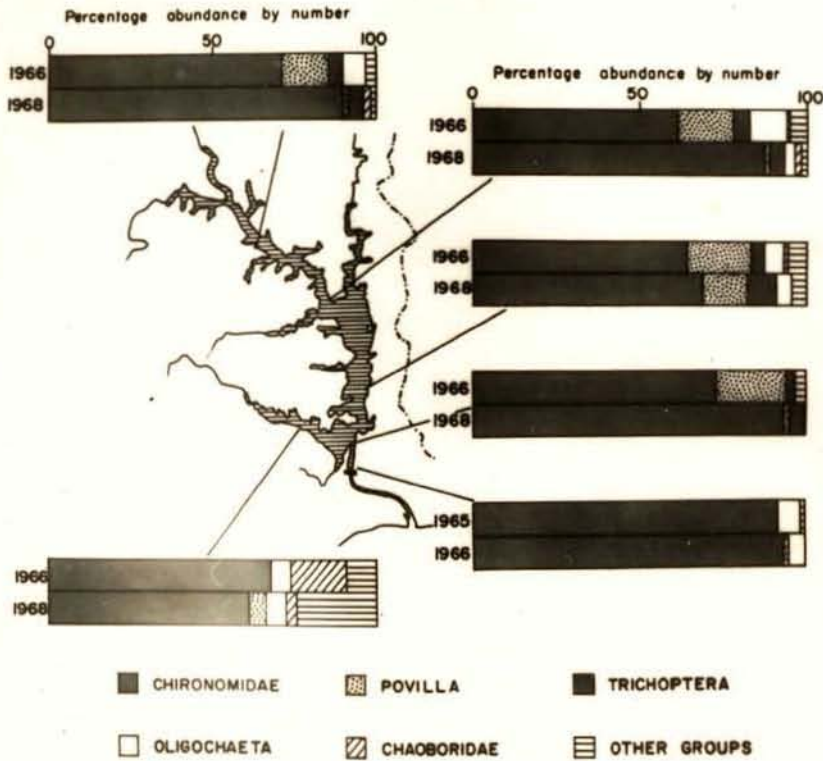 Percentage abundance by number
0 50 100
1966
1968
Percentage abundance by number
0 50 100
1966
1968
1966
1968
1966
1968
1965
1966
1966
1968
CHIRONOMIDAE POVILLA TRICHOPTERA
OLIGOCHAETA CHAOBORIDAE OTHER GROUPS